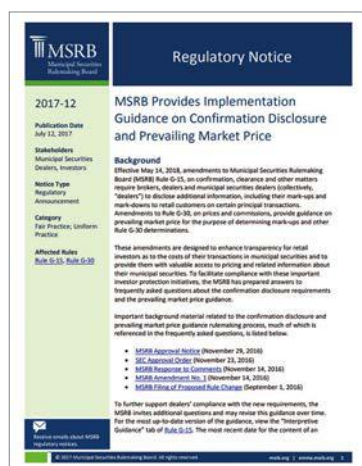 MSRB
Municipal Securities
Rulemaking Board
Regulatory Notice
2017-12
Publication Date
July 12, 2017
Stakeholders
Municipal Securities
Dealers, Investors
Notice Type
Regulatory
Announcement
Category
Fair Practice; Uniform
Practice
Affected Rules
Rule G-15, Rule G-30
Receive emails about MSRB
regulatory notices.
MSRB Provides Implementation
Guidance on Confirmation Disclosure
and Prevailing Market Price
Background
Effective May 14, 2018, amendments to Municipal Securities Rulemaking
Board (MSRB) Rule G-15, on confirmation, clearance and other matters
require brokers, dealers and municipal securities dealers (collectively,
"dealers") to disclose additional information, including their mark-ups and
mark-downs to retail customers on certain principal transactions.
Amendments to Rule G-30, on prices and commissions, provide guidance on
prevailing market price for the purpose of determining mark-ups and other
Rule G-30 determinations.
These amendments are designed to enhance transparency for retail
investors as to the costs of their transactions in municipal securities and to
provide them with valuable access to pricing and related information about
their municipal securities. To facilitate compliance with these important
investor protection initiatives, the MSRB has prepared answers to
frequently asked questions about the confirmation disclosure requirements
and the prevailing market price guidance.
Important background material related to the confirmation disclosure and
prevailing market price guidance rulemaking process, much of which is
referenced in the frequently asked questions, is listed below.
• MSRB Approval Notice (November 29, 2016)
• SEC Approval Order (November 23, 2016)
• MSRB Response to Comments (November 14, 2016)
• MSRB Amendment No. 1 (November 14, 2016)
• MSRB Filing of Proposed Rule Change (September 1, 2016)
To further support dealers' compliance with the new requirements, the
MSRB invites additional questions and may revise this guidance over time.
For the most up-to-date version of the guidance, view the "Interpretive
Guidance" tab of Rule G-15. The most recent date for the content of an
© 2017 Municipal Securities Rulemaking Board. All rights reserved.
msrb.org | emma.msrb.org